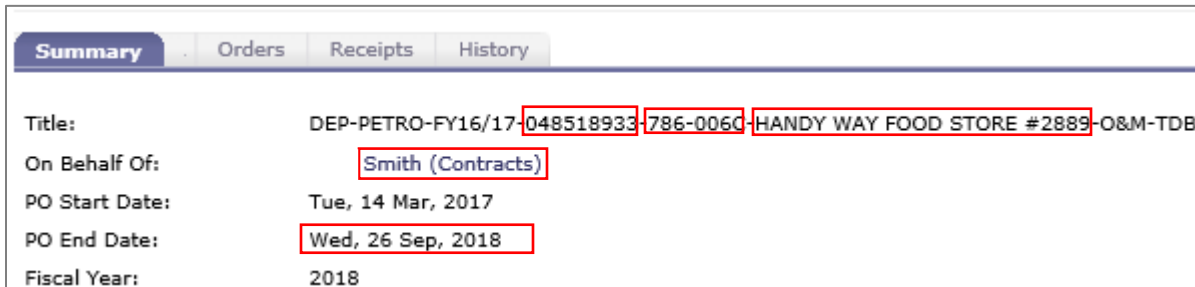 Summary . Orders Receipts History
Title: DEP-PETRO-FY16/17-048518933-786-006C-HANDY WAY FOOD STORE #2889-O&M-TDB
On Behalf Of: Smith (Contracts)
PO Start Date: Tue, 14 Mar, 2017
PO End Date: Wed, 26 Sep, 2018
Fiscal Year: 2018